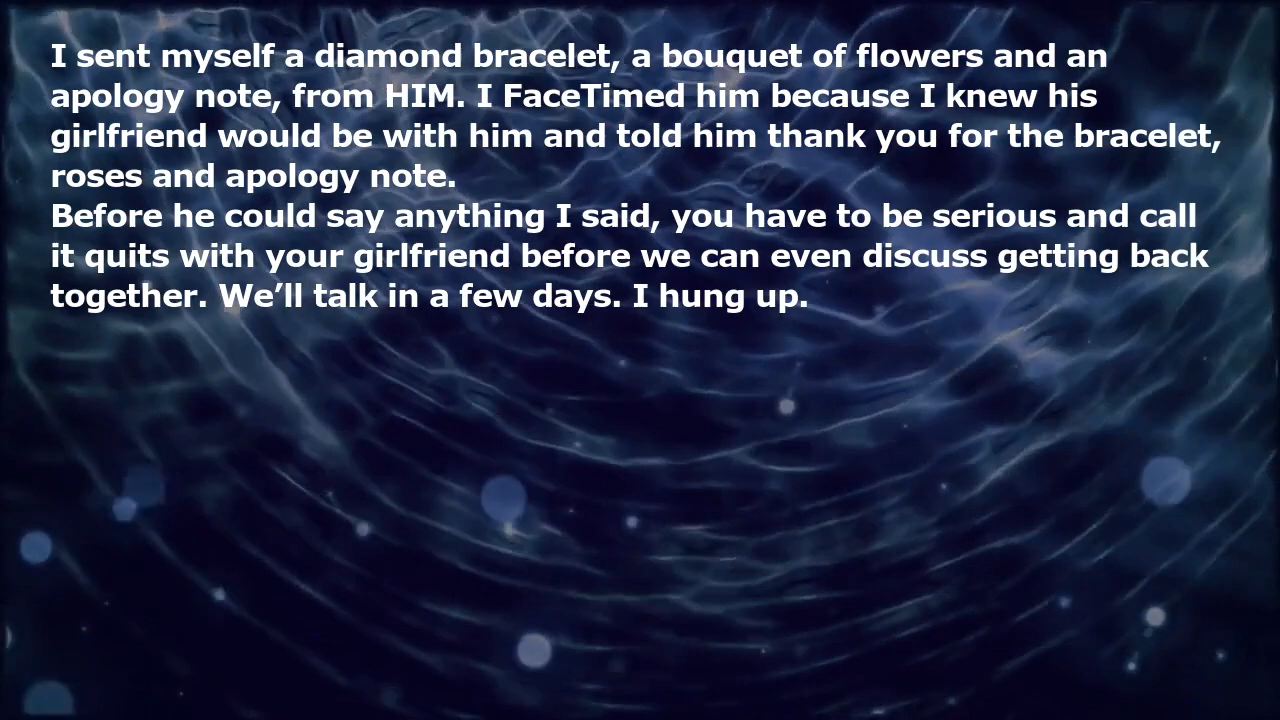 I sent myself a diamond bracelet, a bouquet of flowers and an
apology note, from HIM. I FaceTimed him because I knew his
girlfriend would be with him and told him thank you for the bracelet,
roses and apology note.
Before he could say anything I said, you have to be serious and call
it quits with your girlfriend before we can even discuss getting back
together. We’ll talk in a few days. I hung up.